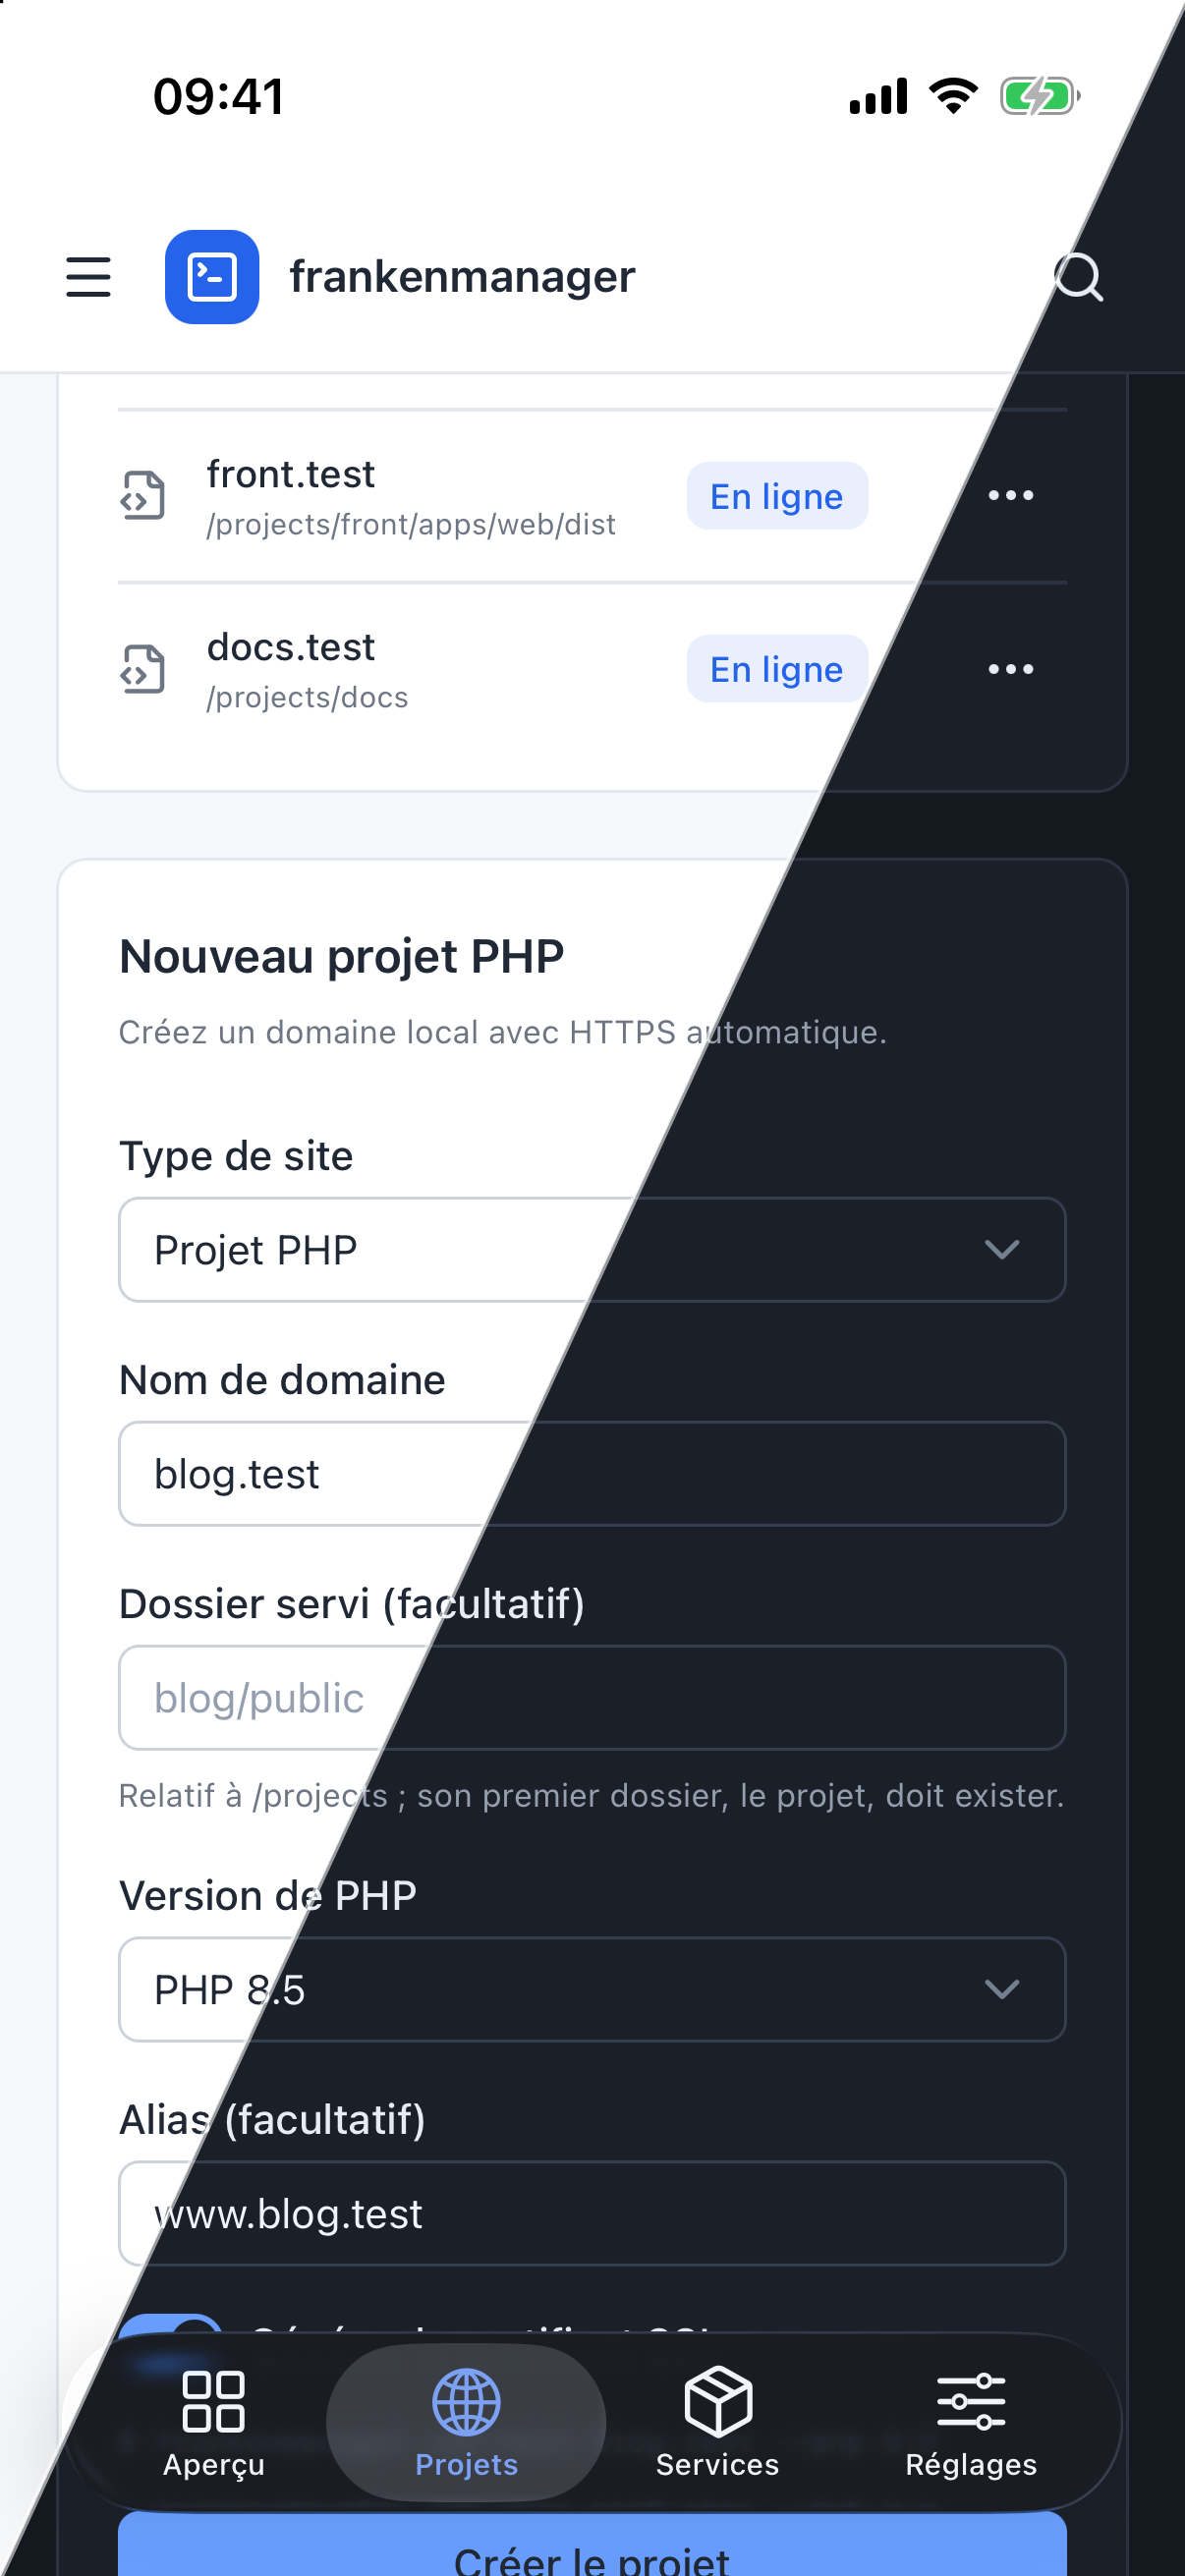 09:41
frankenmanager
front.test
/projects/front/apps/web/dist
En ligne
docs.test
/projects/docs
En ligne
Nouveau projet PHP
Créez un domaine local avec HTTPS automatique.
Type de site
Projet PHP
Nom de domaine
blog.test
Dossier servi (facultatif)
blog/public
Relatif à /projects ; son premier dossier, le projet, doit exister.
Version de PHP
PHP 8.5
Alias (facultatif)
www.blog.test
Aperçu
Projets
Services
Réglages
Créer le projet